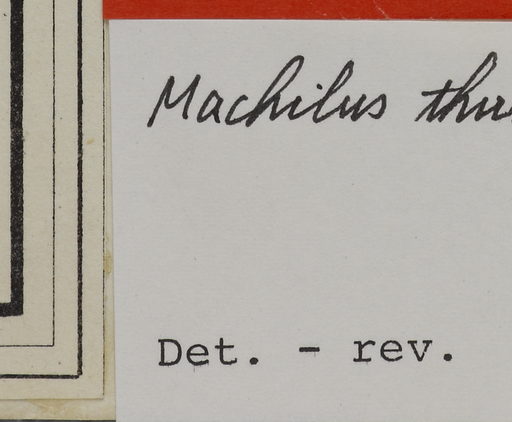 Machilus
Det. - rev.